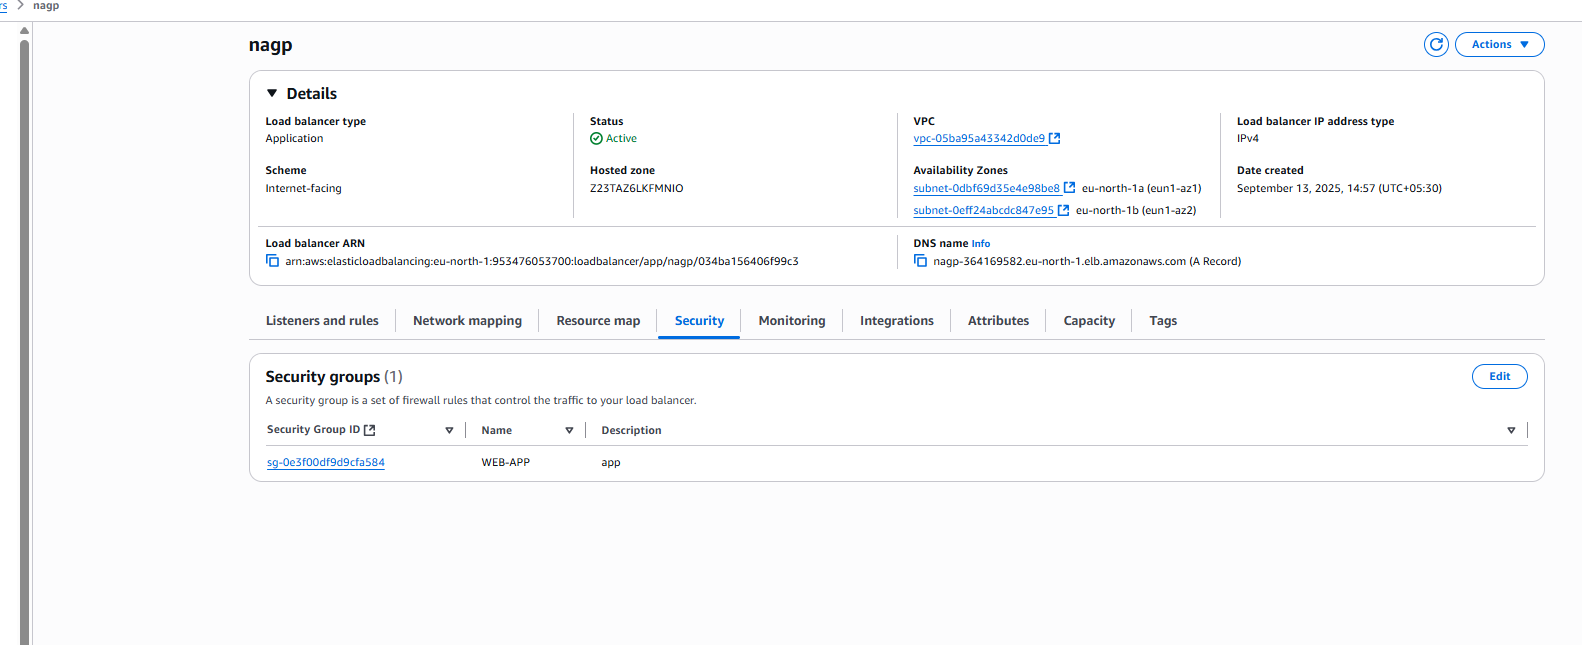 rs > nagp
nagp
Actions
Details
Load balancer type
Application
Status
Active
VPC
vpc-05ba95a43342d0de9
Load balancer IP address type
IPv4
Scheme
Internet-facing
Hosted zone
Z23TAZ6LKFMNIO
Availability Zones
subnet-0dbf69d35e4e98be8 eu-north-1a (eun1-az1)
subnet-0eff24abcdc847e95 eu-north-1b (eun1-az2)
Date created
September 13, 2025, 14:57 (UTC+05:30)
Load balancer ARN
arn:aws:elasticloadbalancing:eu-north-1:953476053700:loadbalancer/app/nagp/034ba156406f99c3
DNS name Info
nagp-364169582.eu-north-1.elb.amazonaws.com (A Record)
Listeners and rules Network mapping Resource map Security Monitoring Integrations Attributes Capacity Tags
Security groups (1)
Edit
A security group is a set of firewall rules that control the traffic to your load balancer.
Security Group ID Name Description
sg-0e3f00df9d9cfa584 WEB-APP app